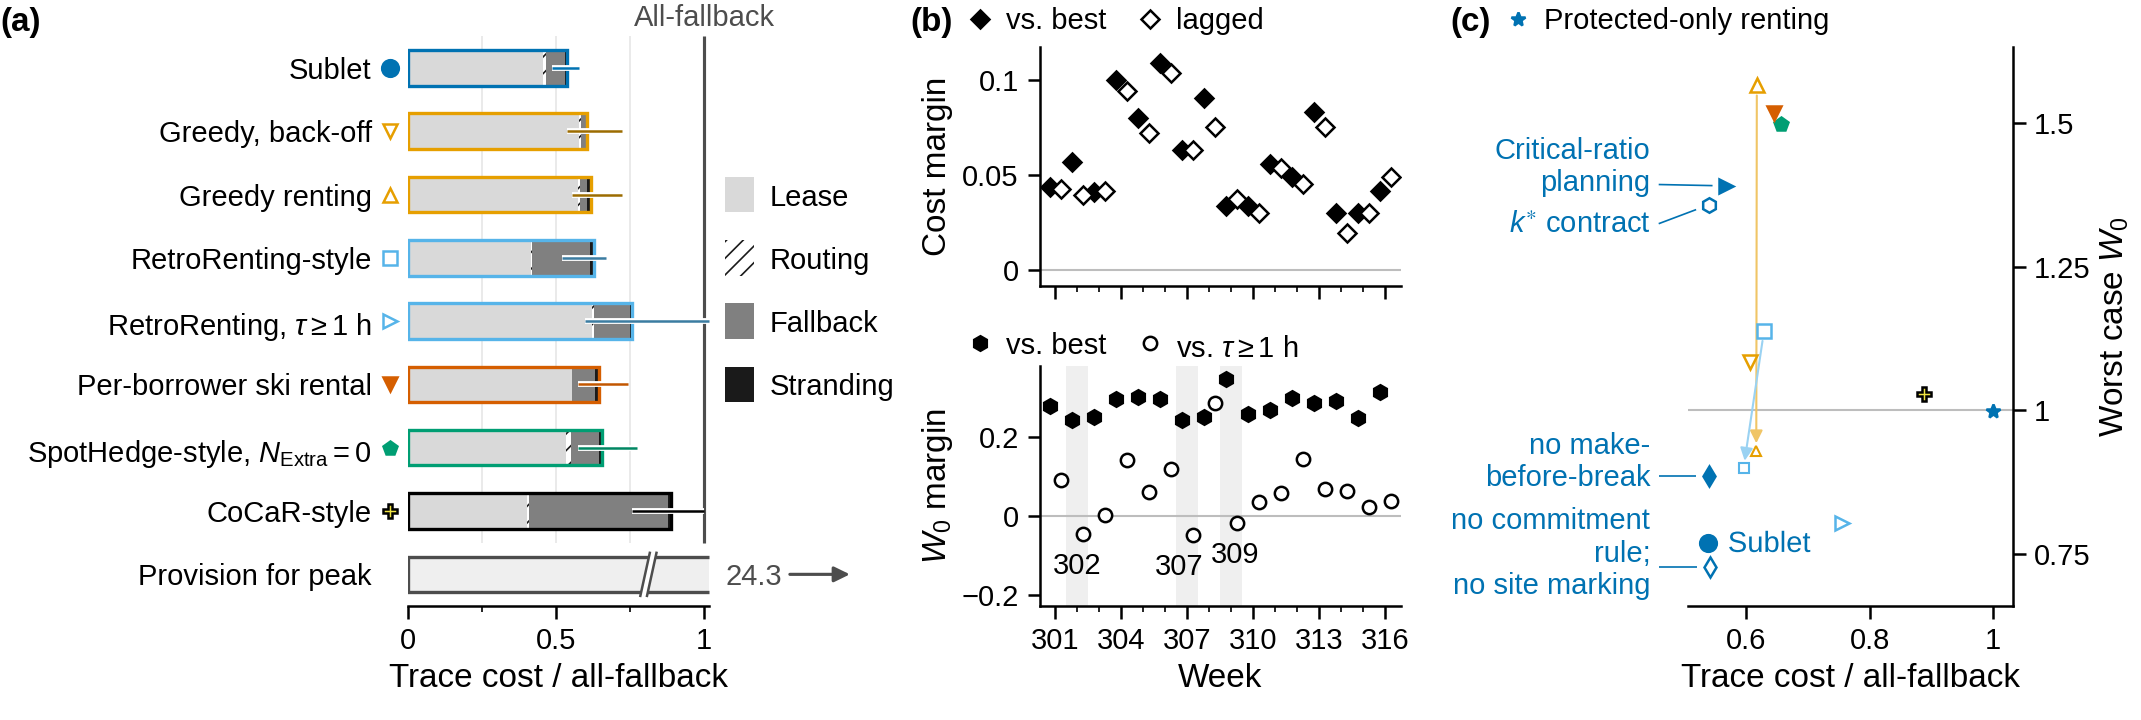 (a)
All-fallback
Sublet
Greedy, back-off
Greedy renting
RetroRenting-style
RetroRenting, τ ≥ 1 h
Per-borrower ski rental
SpotHedge-style, N_Extra = 0
CoCaR-style
Provision for peak
Lease
Routing
Fallback
Stranding
24.3
0
0.5
1
Trace cost / all-fallback
(b)
vs. best
lagged
Cost margin
0.1
0.05
0
vs. best
vs. τ ≥ 1 h
W₀ margin
0.2
0
−0.2
302
307
309
301
304
307
310
313
316
Week
(c)
Protected-only renting
Critical-ratio
planning
k* contract
no make-
before-break
no commitment
rule;
no site marking
Sublet
1.5
1.25
1
0.75
Worst case W₀
0.6
0.8
1
Trace cost / all-fallback